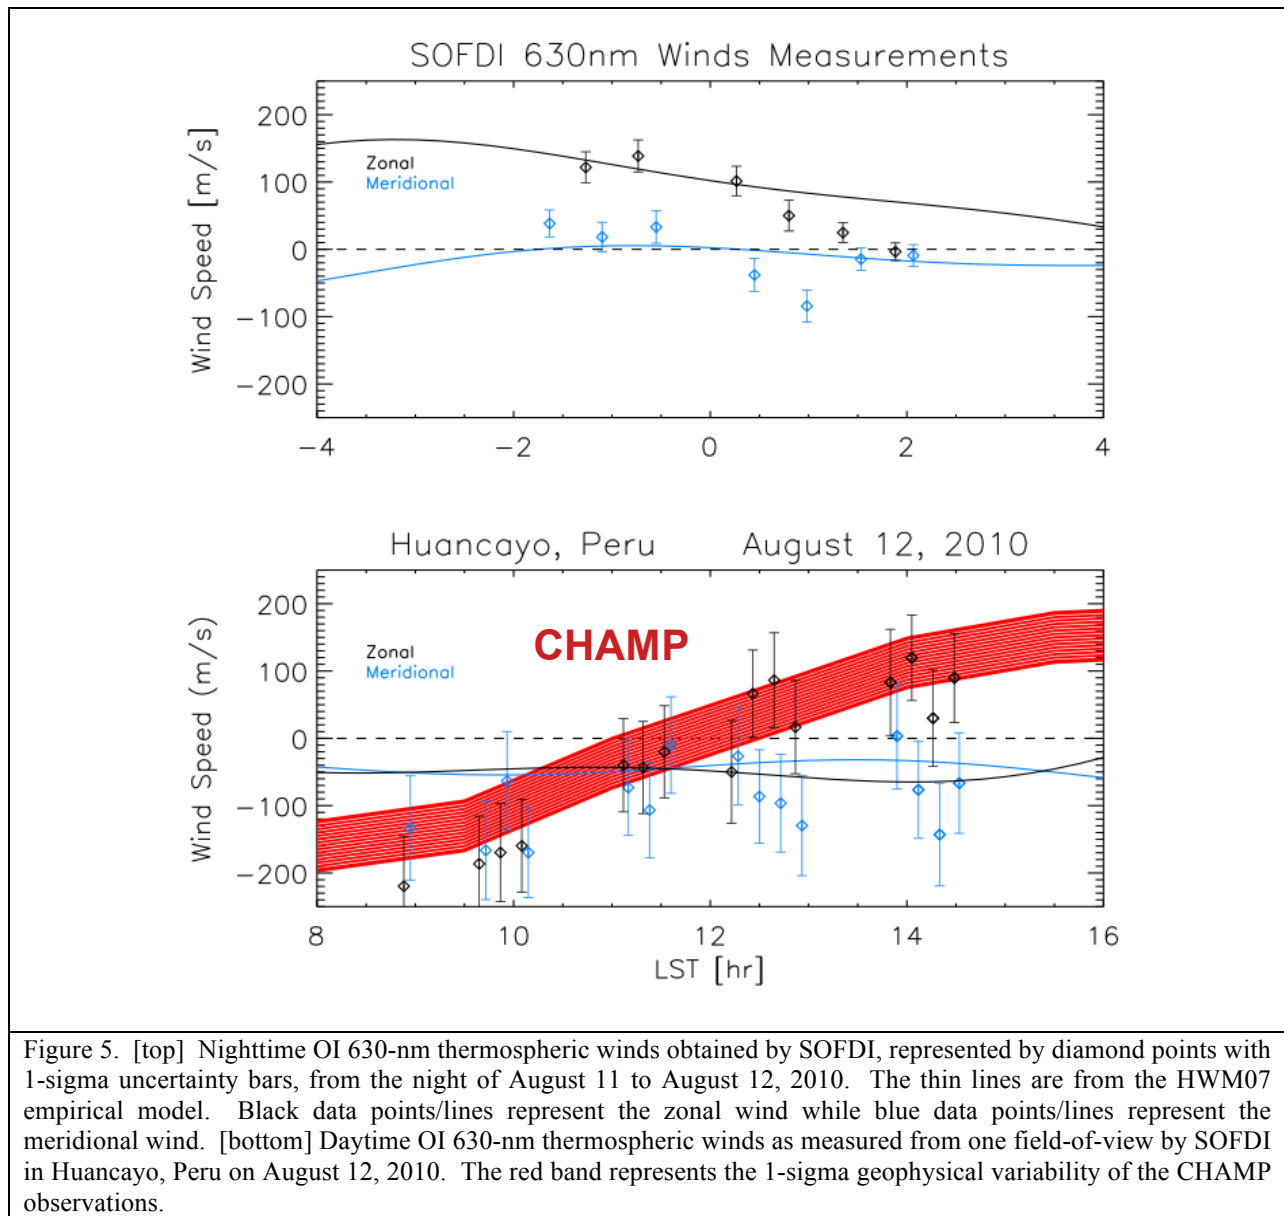 SOFDI 630nm Winds Measurements
Wind Speed [m/s]
200
100
0
−100
−200
Zonal
Meridional
−4
−2
0
2
4
Huancayo, Peru August 12, 2010
Wind Speed (m/s)
200
100
0
−100
−200
CHAMP
Zonal
Meridional
8
10
12
14
16
LST [hr]
Figure 5. [top] Nighttime OI 630-nm thermospheric winds obtained by SOFDI, represented by diamond points with
1-sigma uncertainty bars, from the night of August 11 to August 12, 2010. The thin lines are from the HWM07
empirical model. Black data points/lines represent the zonal wind while blue data points/lines represent the
meridional wind. [bottom] Daytime OI 630-nm thermospheric winds as measured from one field-of-view by SOFDI
in Huancayo, Peru on August 12, 2010. The red band represents the 1-sigma geophysical variability of the CHAMP
observations.